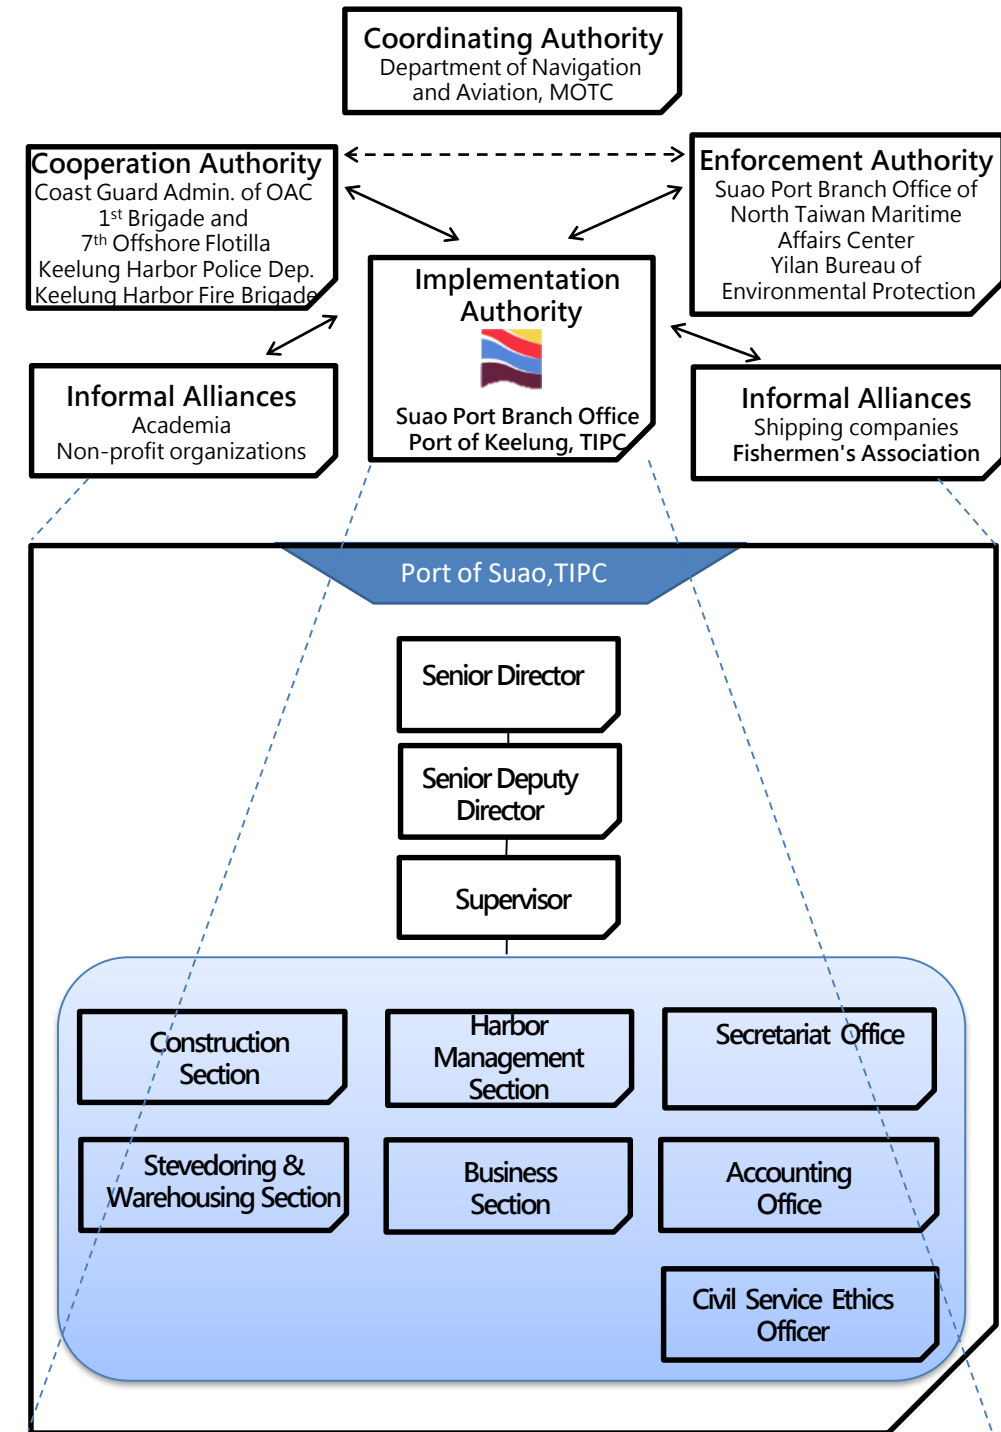 Coordinating Authority
Department of Navigation
and Aviation, MOTC
Cooperation Authority
Coast Guard Admin. of OAC
1st Brigade and
7th Offshore Flotilla
Keelung Harbor Police Dep.
Keelung Harbor Fire Brigade
Enforcement Authority
Suao Port Branch Office of
North Taiwan Maritime
Affairs Center
Yilan Bureau of
Environmental Protection
Implementation
Authority
Suao Port Branch Office
Port of Keelung, TIPC
Informal Alliances
Academia
Non-profit organizations
Informal Alliances
Shipping companies
Fishermen's Association
Port of Suao,TIPC
Senior Director
Senior Deputy
Director
Supervisor
Construction
Section
Harbor
Management
Section
Secretariat Office
Stevedoring &
Warehousing Section
Business
Section
Accounting
Office
Civil Service Ethics
Officer